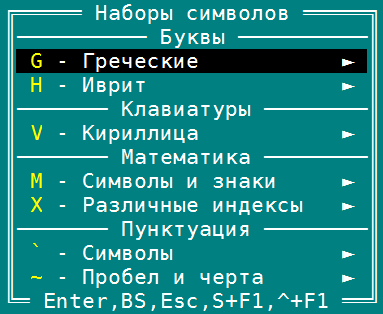 Наборы символов
Буквы
G - Греческие ►
H - Иврит ►
Клавиатуры
V - Кириллица ►
Математика
M - Символы и знаки ►
X - Различные индексы ►
Пунктуация
` - Символы ►
~ - Пробел и черта ►
Enter,BS,Esc,S+F1,^+F1